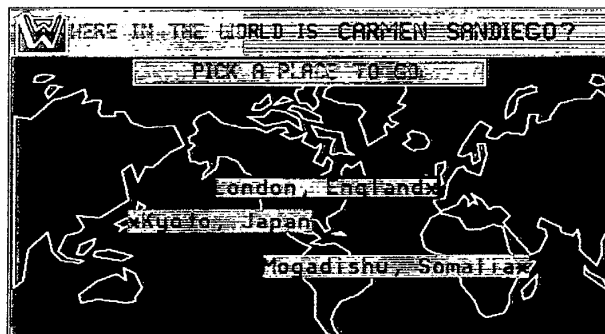 WHERE IN THE WORLD IS CARMEN SANDIEGO?
PICK A PLACE TO GO
London, England×
×Kyoto, Japan
Mogadishu, Somalia×